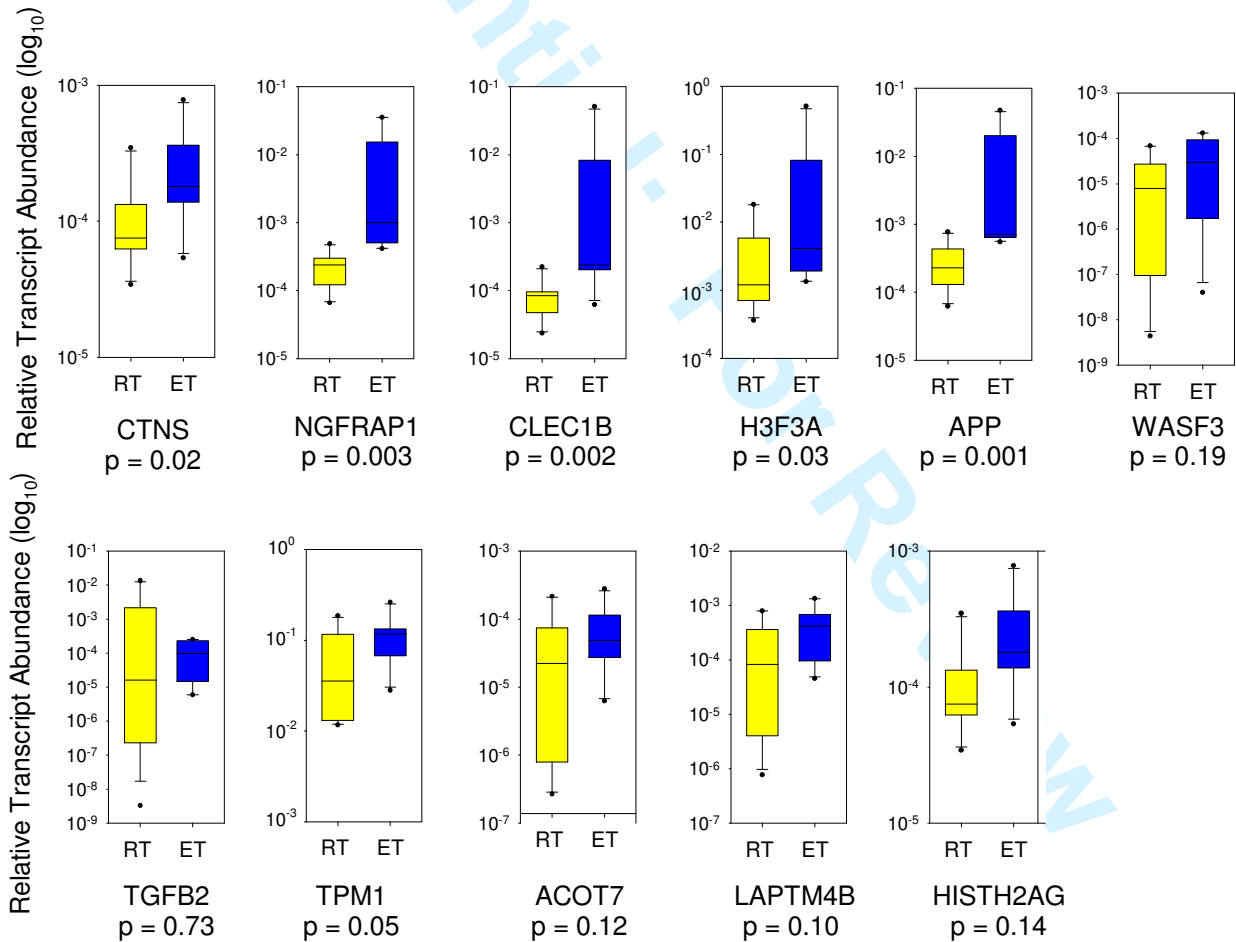 Relative Transcript Abundance (log10)
10-3
10-4
10-5
RT ET
CTNS
p = 0.02
10-1
10-2
10-3
10-4
10-5
RT ET
NGFRAP1
p = 0.003
10-1
10-2
10-3
10-4
10-5
RT ET
CLEC1B
p = 0.002
100
10-1
10-2
10-3
10-4
RT ET
H3F3A
p = 0.03
10-1
10-2
10-3
10-4
10-5
RT ET
APP
p = 0.001
10-3
10-4
10-5
10-6
10-7
10-8
10-9
RT ET
WASF3
p = 0.19
Relative Transcript Abundance (log10)
10-1
10-2
10-3
10-4
10-5
10-6
10-7
10-8
10-9
RT ET
TGFB2
p = 0.73
100
10-1
10-2
10-3
RT ET
TPM1
p = 0.05
10-3
10-4
10-5
10-6
10-7
RT ET
ACOT7
p = 0.12
10-2
10-3
10-4
10-5
10-6
10-7
RT ET
LAPTM4B
p = 0.10
10-3
10-4
10-5
RT ET
HISTH2AG
p = 0.14